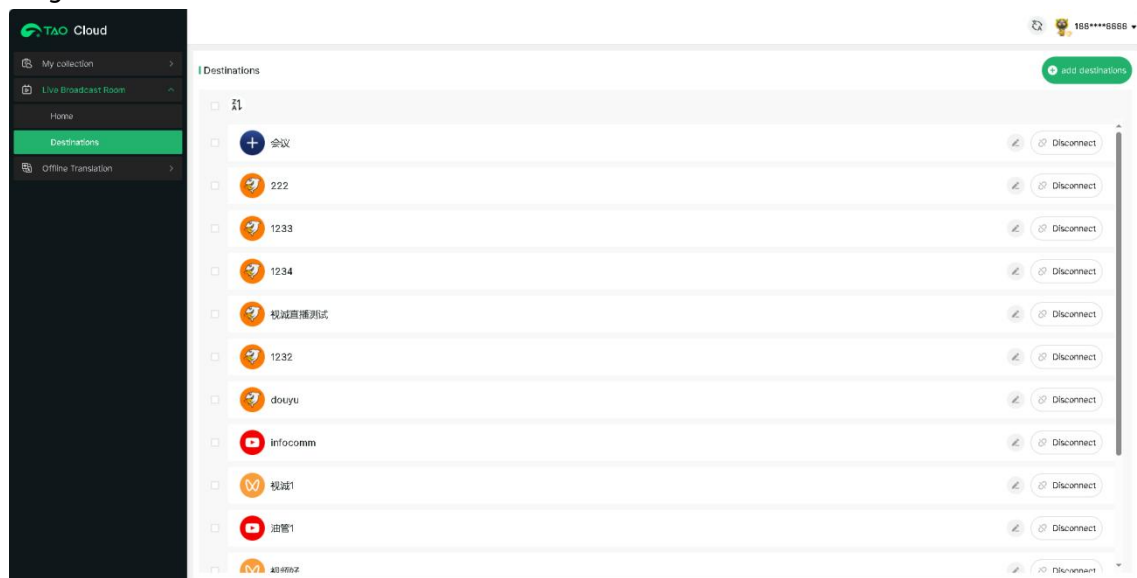 TAO Cloud
188****8888
My collection
Live Broadcast Room
Home
Destinations
Offline Translation
Destinations
add destinations
会议
Disconnect
222
Disconnect
1233
Disconnect
1234
Disconnect
视诚直播测试
Disconnect
1232
Disconnect
douyu
Disconnect
infocomm
Disconnect
视诚1
Disconnect
油管1
Disconnect
Disconnect